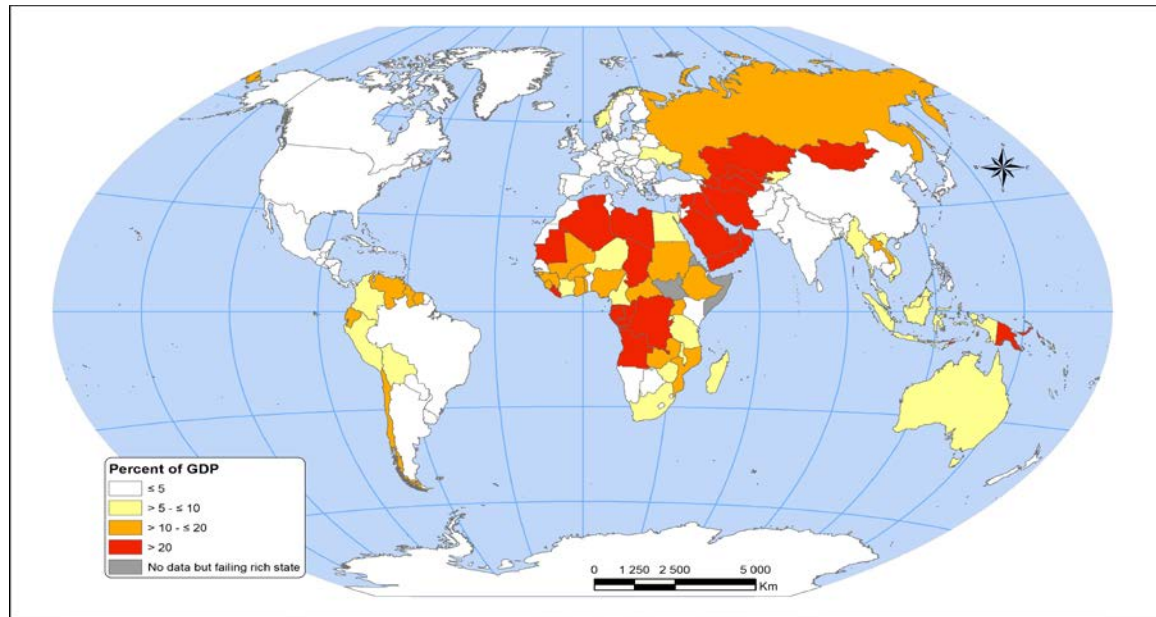 Percent of GDP
≤ 5
> 5 - ≤ 10
> 10 - ≤ 20
> 20
No data but failing rich state
0 1 250 2 500 5 000
Km